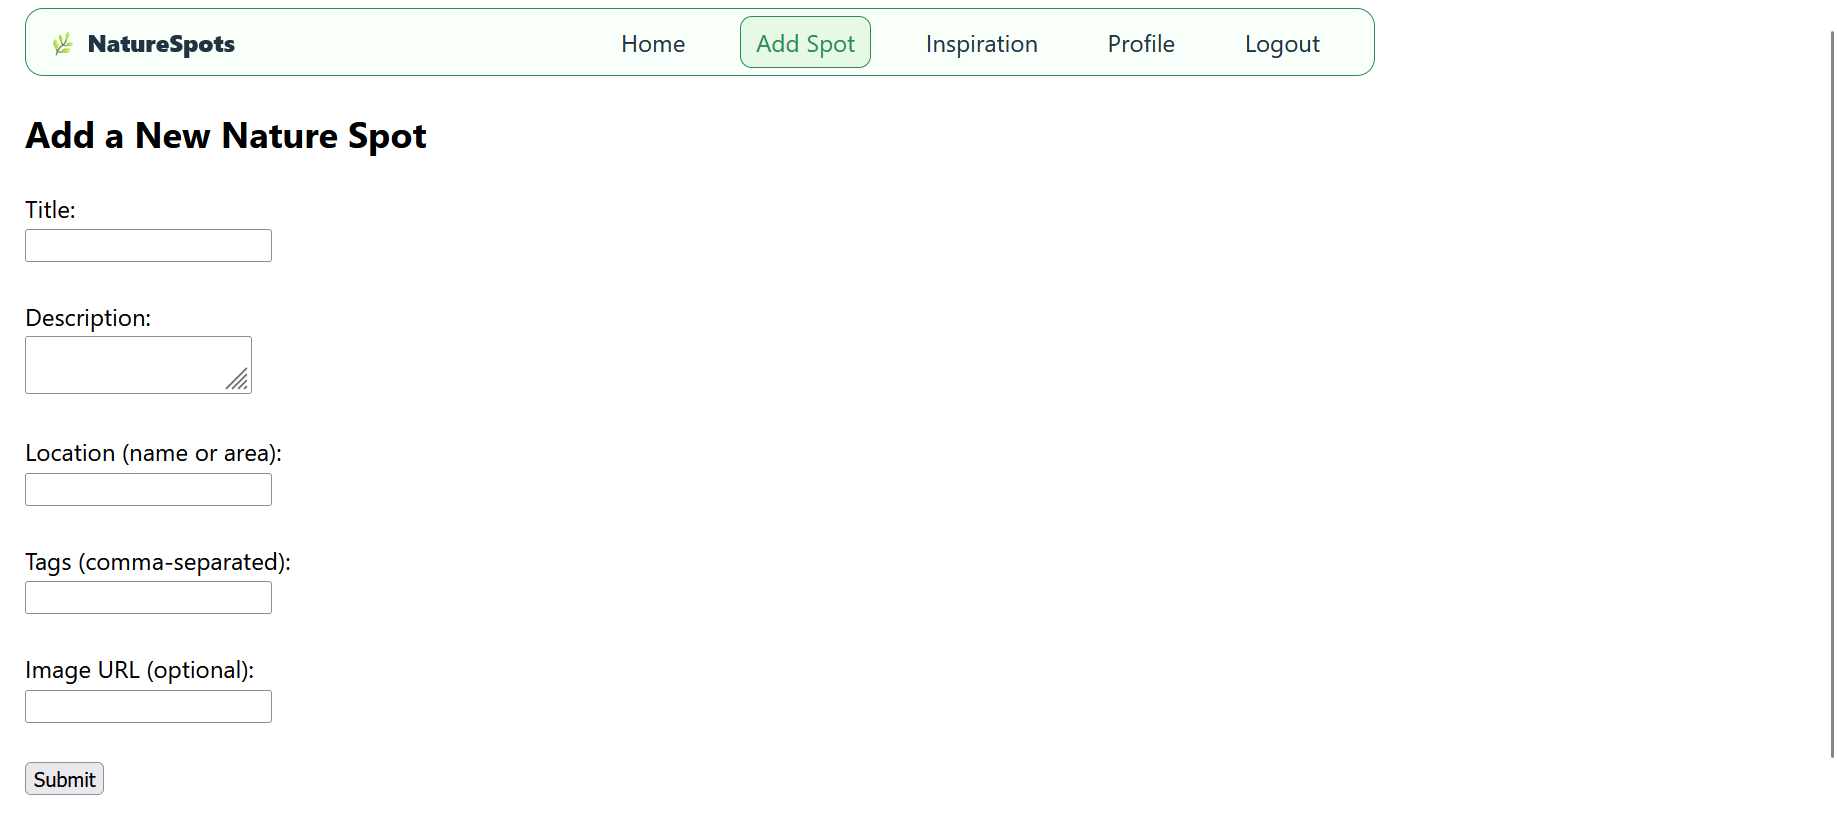 NatureSpots Home Add Spot Inspiration Profile Logout
Add a New Nature Spot
Title:
Description:
Location (name or area):
Tags (comma-separated):
Image URL (optional):
Submit